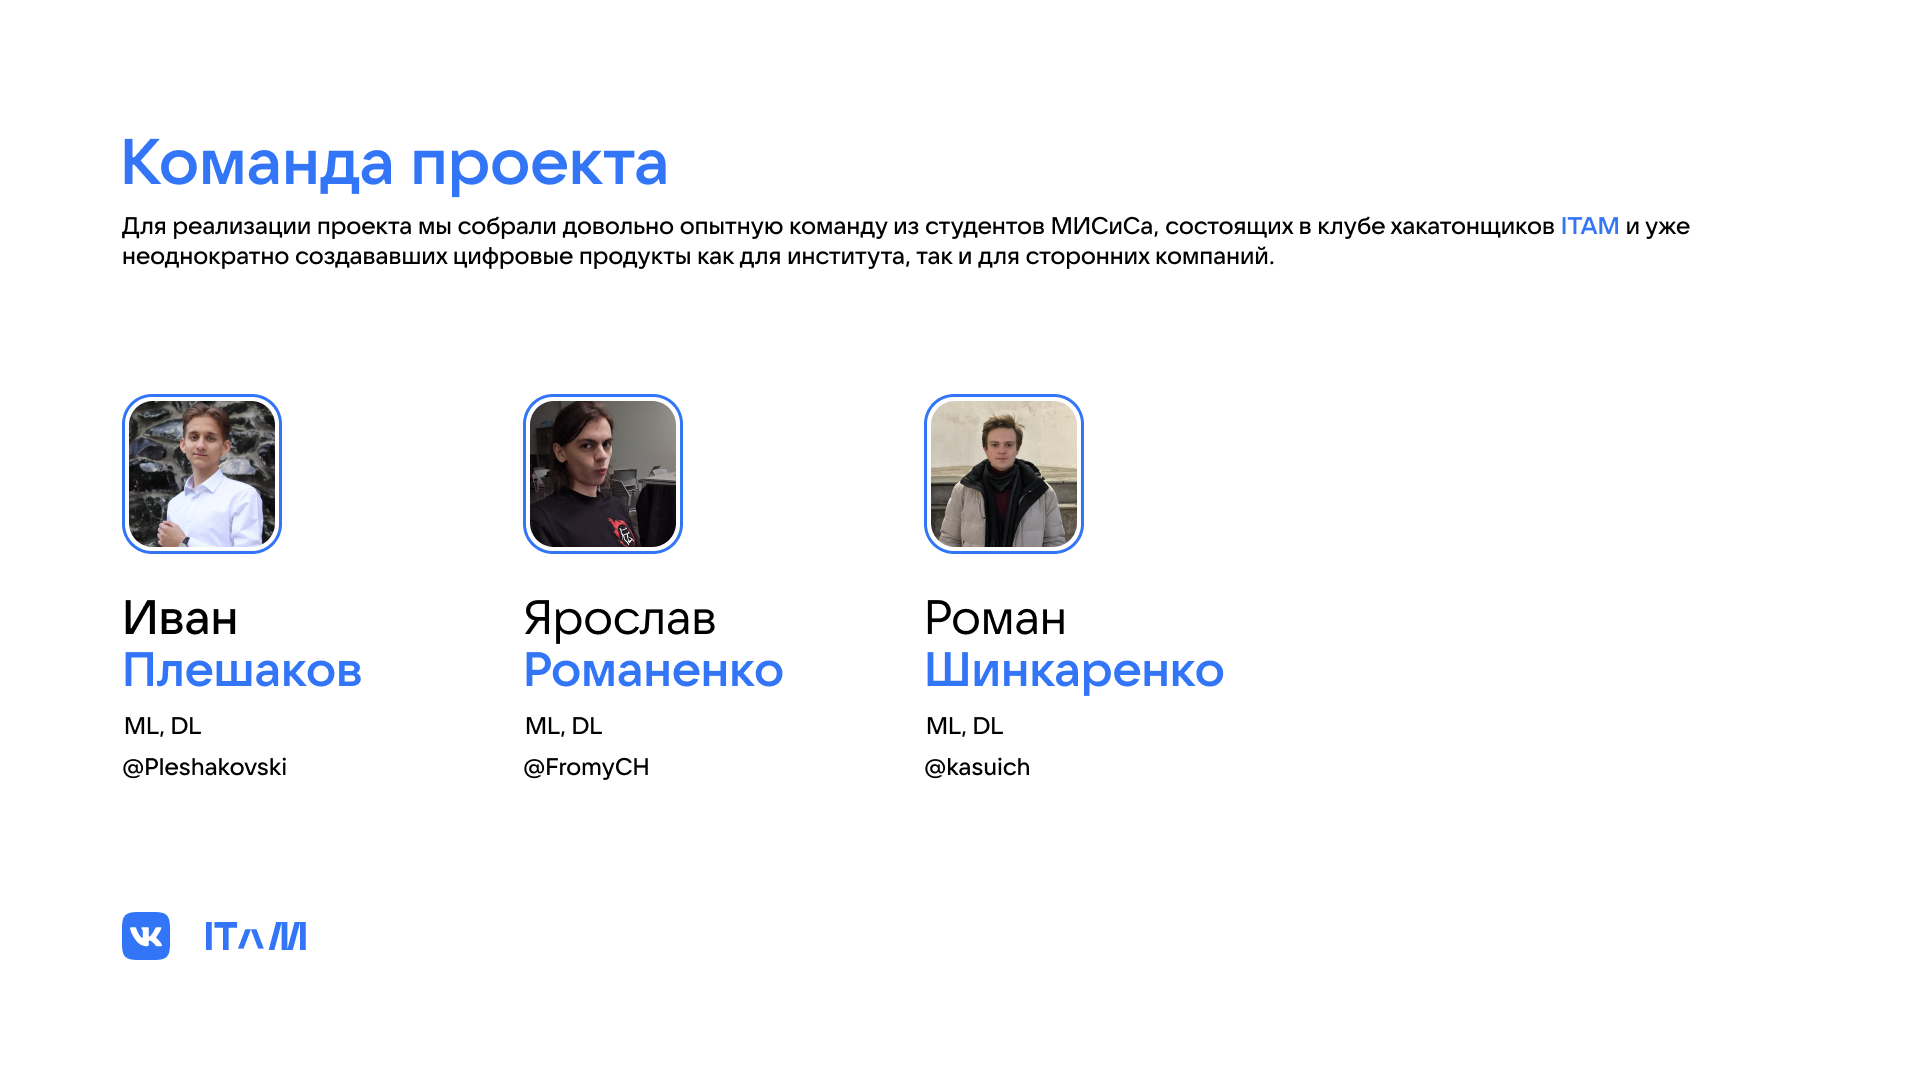 Команда проекта
Для реализации проекта мы собрали довольно опытную команду из студентов МИСиСа, состоящих в клубе хакатонщиков ITAM и уже
неоднократно создававших цифровые продукты как для института, так и для сторонних компаний.
Иван
Плешаков
ML, DL
@Pleshakovski
Ярослав
Романенко
ML, DL
@FromyCH
Роман
Шинкаренко
ML, DL
@kasuich
VK ITAM